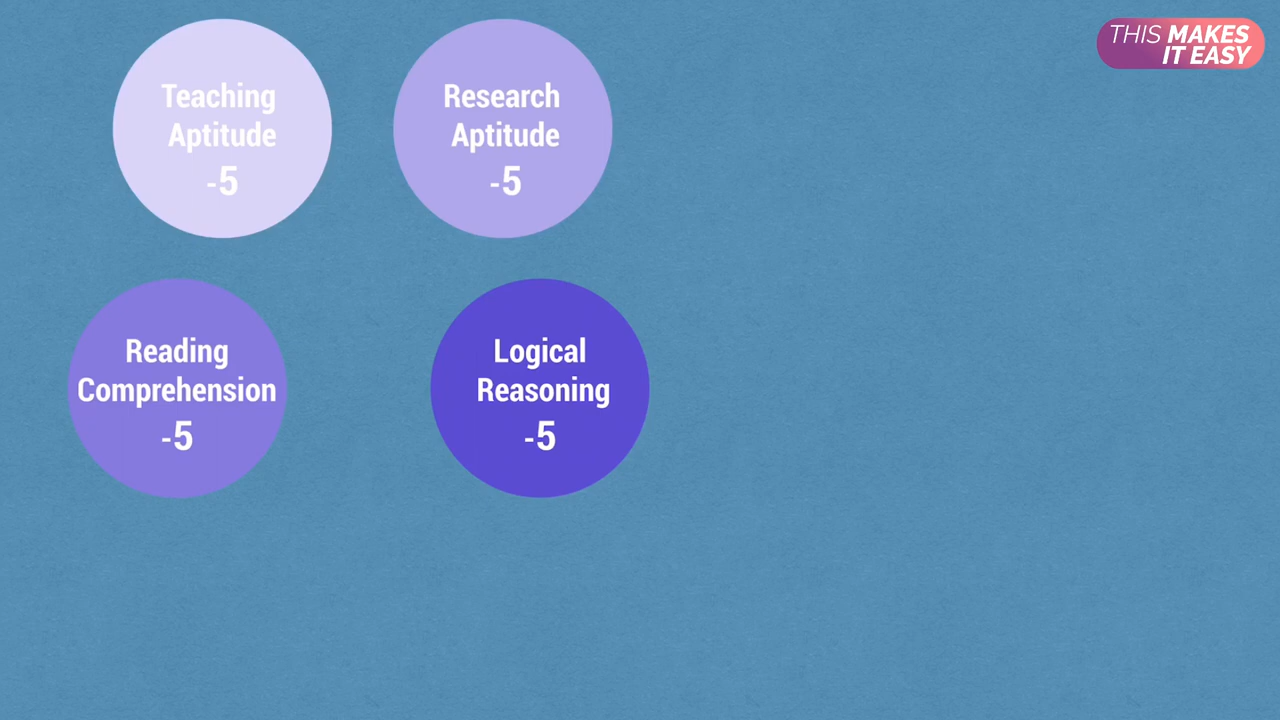 Teaching
Aptitude
-5
Research
Aptitude
-5
THIS MAKES
IT EASY
Reading
Comprehension
-5
Logical
Reasoning
-5